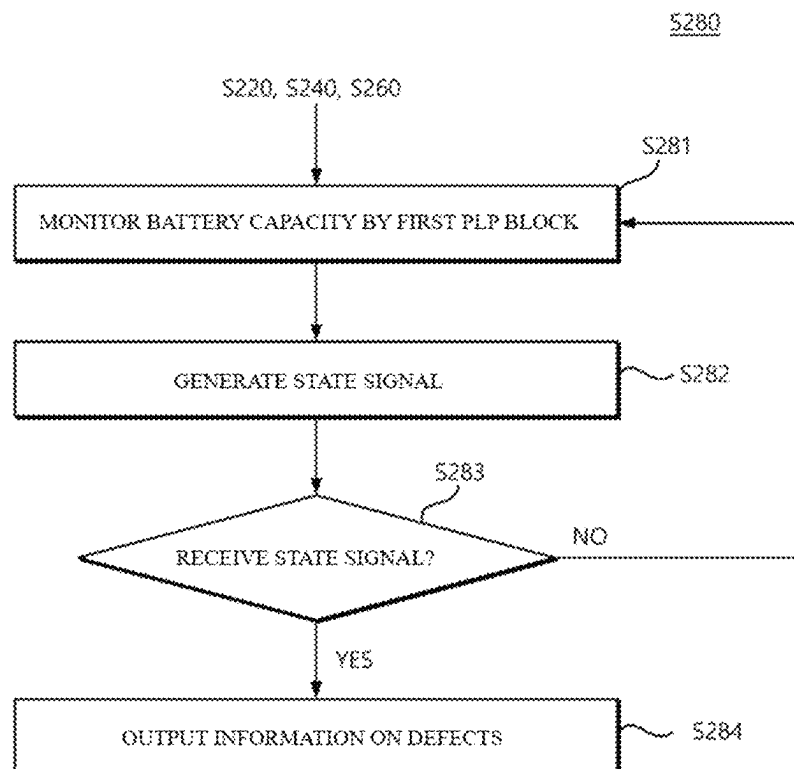 S280
S220, S240, S260
S281
MONITOR BATTERY CAPACITY BY FIRST PLP BLOCK
GENERATE STATE SIGNAL
S282
S283
RECEIVE STATE SIGNAL?
NO
YES
OUTPUT INFORMATION ON DEFECTS
S284